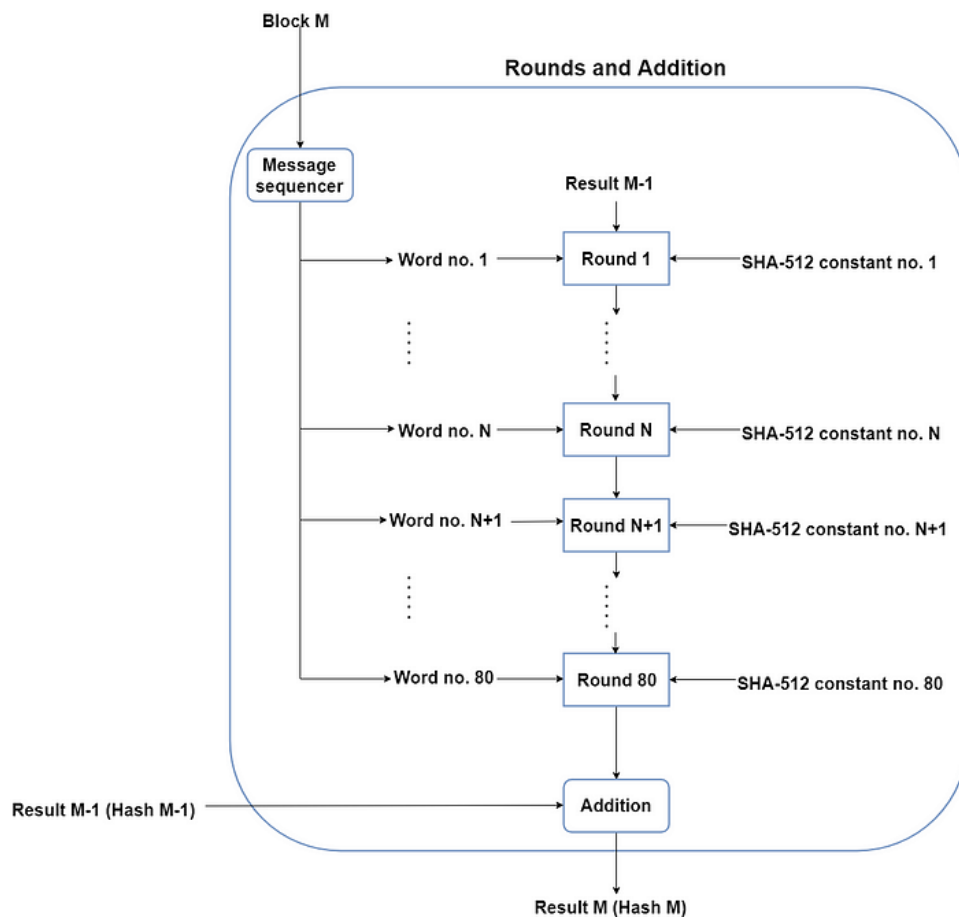 Block M
Rounds and Addition
Message
sequencer
Result M-1
Word no. 1
Round 1
SHA-512 constant no. 1
Word no. N
Round N
SHA-512 constant no. N
Word no. N+1
Round N+1
SHA-512 constant no. N+1
Word no. 80
Round 80
SHA-512 constant no. 80
Result M-1 (Hash M-1)
Addition
Result M (Hash M)